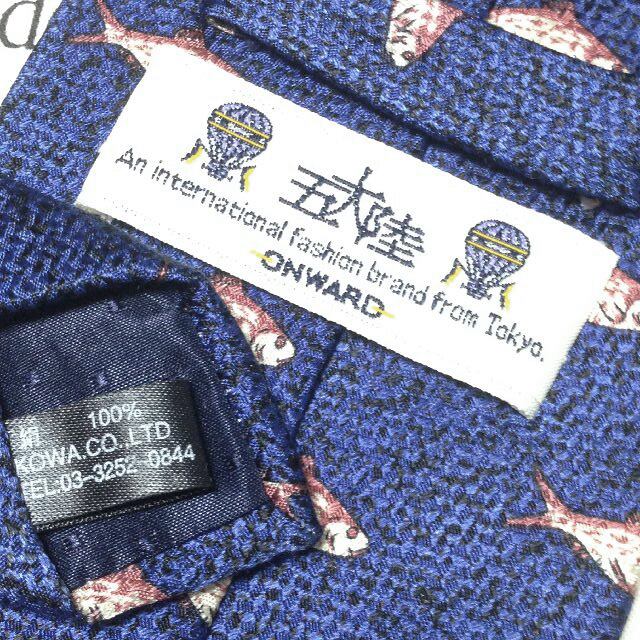 d
五大陸
An international fashion brand from Tokyo.
ONWARD
絹 100%
KOWA.CO.,LTD
TEL.03-3252-0844